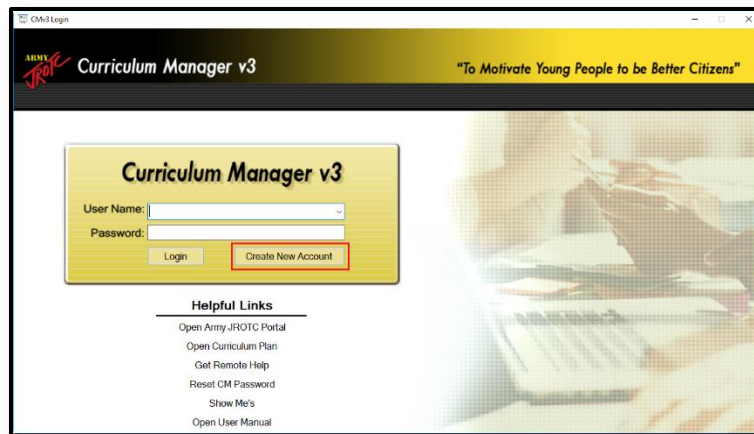 CMv3 Login
ARMY JROTC
Curriculum Manager v3
"To Motivate Young People to be Better Citizens"
Curriculum Manager v3
User Name:
Password:
Login
Create New Account
Helpful Links
Open Army JROTC Portal
Open Curriculum Plan
Get Remote Help
Reset CM Password
Show Me's
Open User Manual